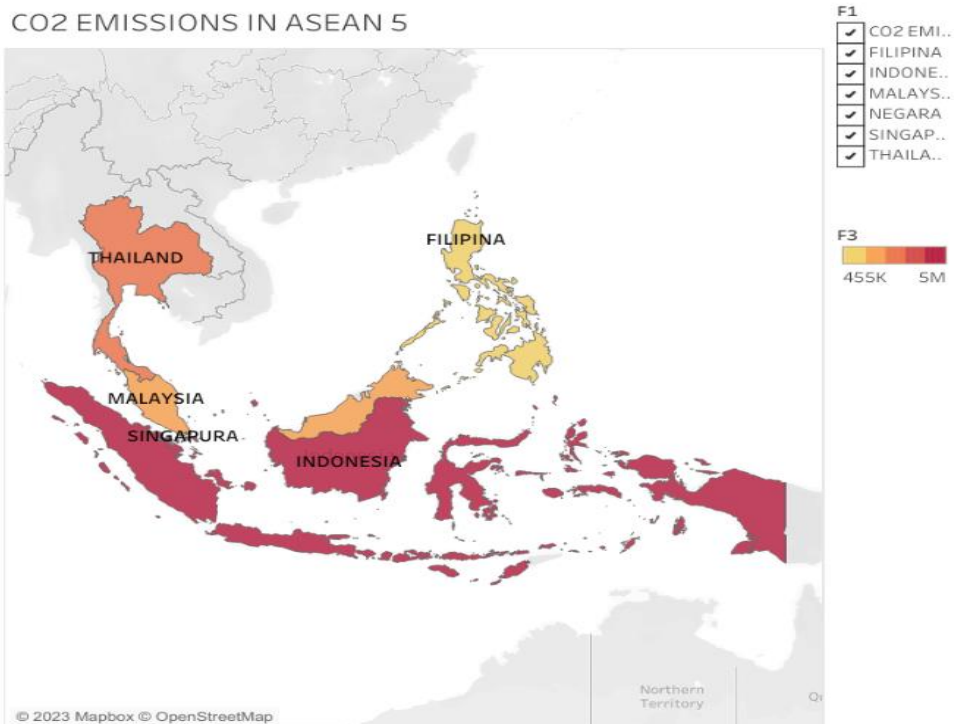 CO2 EMISSIONS IN ASEAN 5
F1
CO2 EMI..
FILIPINA
INDONE..
MALAYS..
NEGARA
SINGAP..
THAILA..
F3
455K 5M
FILIPINA
THAILAND
MALAYSIA
SINGAPURA
INDONESIA
Northern
Territory
Qu
© 2023 Mapbox © OpenStreetMap